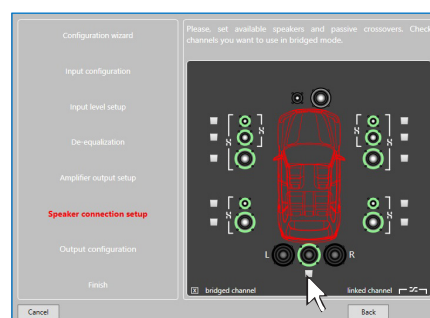 Configuration wizard
Input configuration
Input level setup
De-equalization
Amplifier output setup
Speaker connection setup
Output configuration
Finish
Please, set available speakers and passive crossovers. Check
channels you want to use in bridged mode.
L R
X bridged channel linked channel
Cancel Back